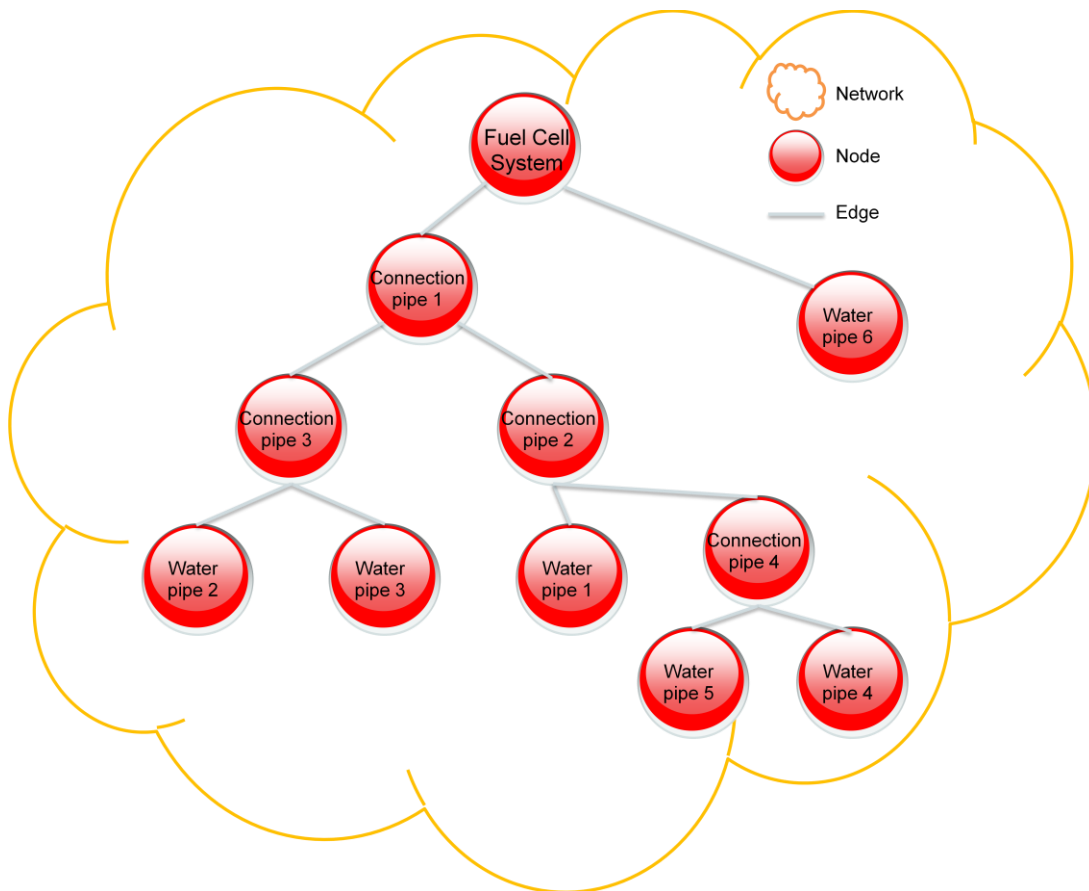 Network
Fuel Cell
System
Node
Edge
Connection
pipe 1
Water
pipe 6
Connection
pipe 3
Connection
pipe 2
Water
pipe 2
Water
pipe 3
Water
pipe 1
Connection
pipe 4
Water
pipe 5
Water
pipe 4